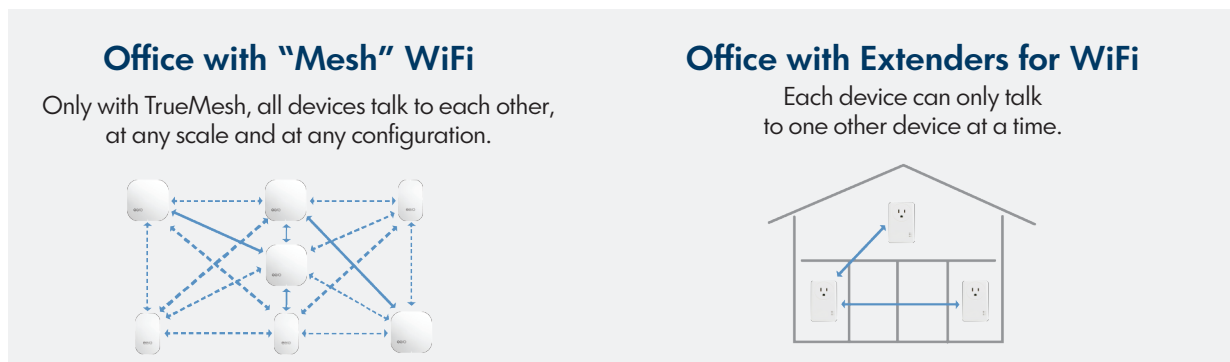 Office with “Mesh” WiFi
Only with TrueMesh, all devices talk to each other,
at any scale and at any configuration.
Office with Extenders for WiFi
Each device can only talk
to one other device at a time.